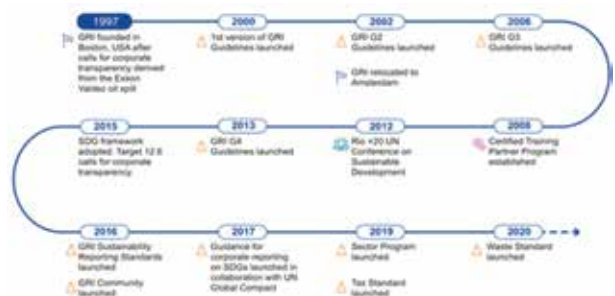 1997
GRI founded in
Boston, USA after
calls for corporate
transparency derived
from the Exxon
Valdez oil spill
2000
1st version of GRI
Guidelines launched
2002
GRI G2
Guidelines launched
GRI relocated to
Amsterdam
2006
GRI G3
Guidelines launched
2015
SDG framework
adopted. Target 12.6
calls for corporate
transparency
2013
GRI G4
Guidelines launched
2012
Rio +20 UN
Conference on
Sustainable
Development
2008
Certified Training
Partner Program
established
2016
GRI Sustainability
Reporting Standards
launched
GRI Community
launched
2017
Guidance for
corporate reporting
on SDGs launched in
collaboration with UN
Global Compact
2019
Sector Program
launched
Tax Standard
launched
2020
Waste Standard
launched